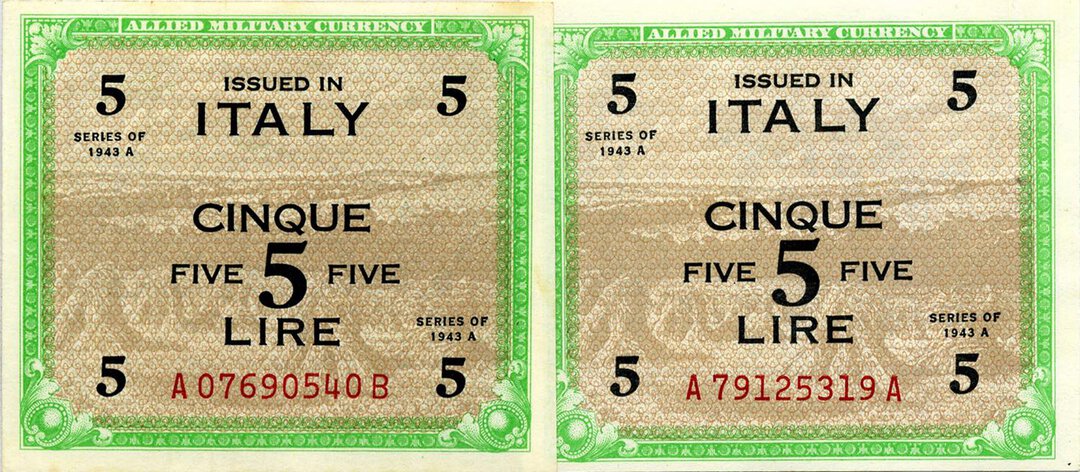 ALLIED MILITARY CURRENCY
5 ISSUED IN 5
ITALY
SERIES OF
1943 A
CINQUE
FIVE 5 FIVE
LIRE
SERIES OF
1943 A
5 A07690540B 5
ALLIED MILITARY CURRENCY
5 ISSUED IN 5
ITALY
SERIES OF
1943 A
CINQUE
FIVE 5 FIVE
LIRE
SERIES OF
1943 A
5 A79125319A 5